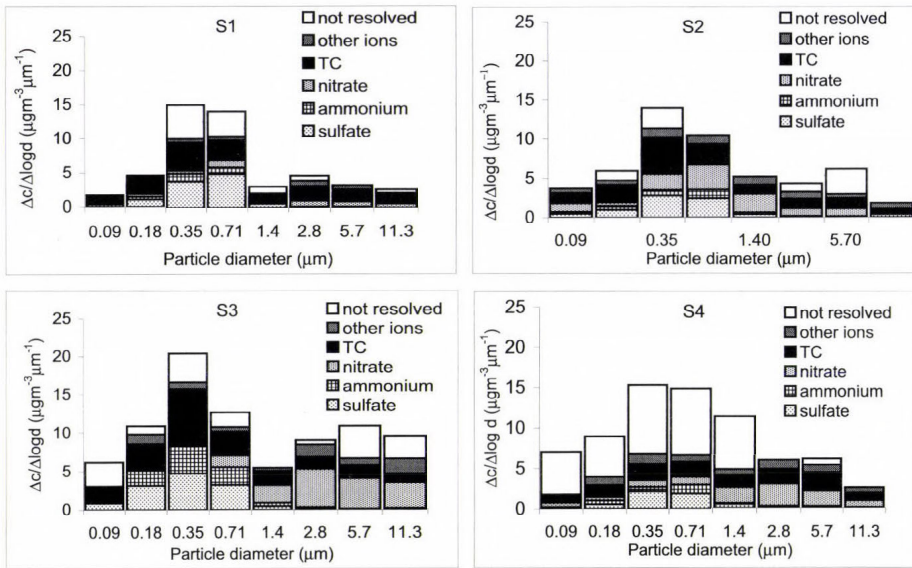 S1
not resolved
other ions
TC
nitrate
ammonium
sulfate
Δc/Δlogd (µgm⁻³µm⁻¹)
25
20
15
10
5
0
0.09 0.18 0.35 0.71 1.4 2.8 5.7 11.3
Particle diameter (µm)
S2
not resolved
other ions
TC
nitrate
ammonium
sulfate
Δc/Δlogd (µgm⁻³µm⁻¹)
25
20
15
10
5
0
0.09 0.35 1.40 5.70
Particle diameter (µm)
S3
not resolved
other ions
TC
nitrate
ammonium
sulfate
Δc/Δlogd (µgm⁻³µm⁻¹)
25
20
15
10
5
0
0.09 0.18 0.35 0.71 1.4 2.8 5.7 11.3
Particle diameter (µm)
S4
not resolved
other ions
TC
nitrate
ammonium
sulfate
Δc/Δlog d (µgm⁻³µm⁻¹)
25
20
15
10
5
0
0.09 0.18 0.35 0.71 1.4 2.8 5.7 11.3
Particle diameter (µm)